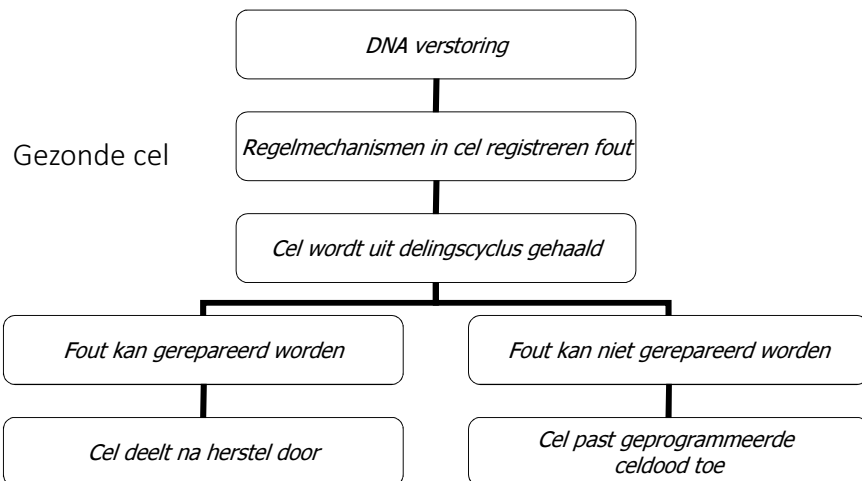 DNA verstoring
Gezonde cel
Regelmechanismen in cel registreren fout
Cel wordt uit delingscyclus gehaald
Fout kan gerepareerd worden
Fout kan niet gerepareerd worden
Cel deelt na herstel door
Cel past geprogrammeerde
celdood toe